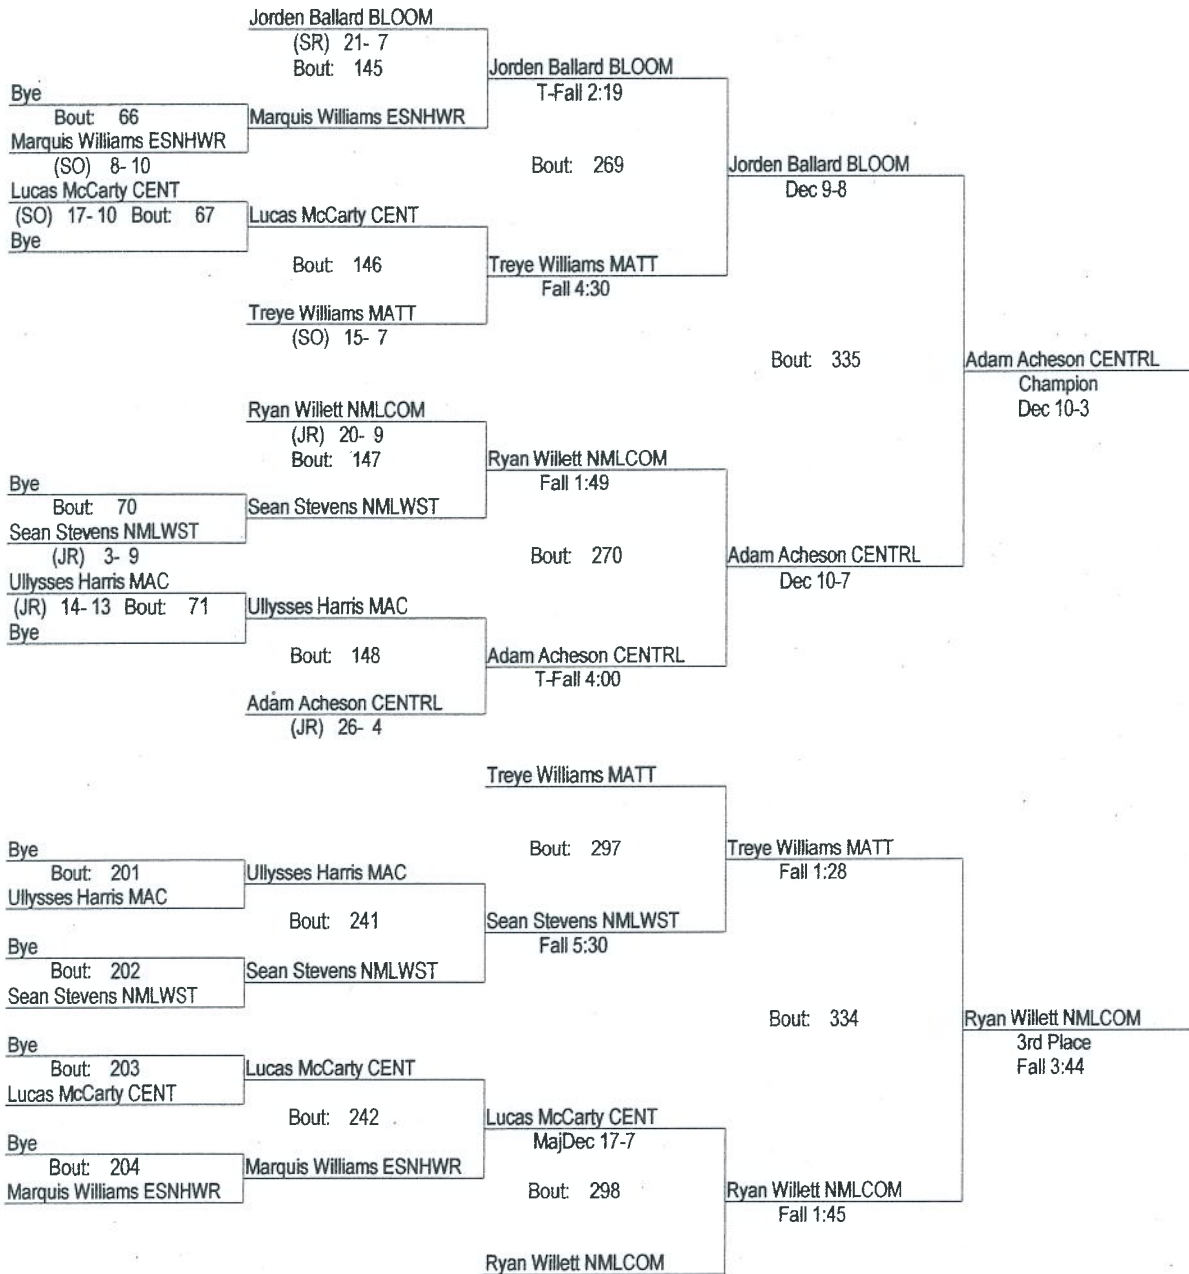 Jorden Ballard BLOOM
(SR) 21- 7
Bout: 145
Jorden Ballard BLOOM
T-Fall 2:19
Bye
Bout: 66
Marquis Williams ESNHWR
Marquis Williams ESNHWR
(SO) 8- 10
Bout: 269
Jorden Ballard BLOOM
Dec 9-8
Lucas McCarty CENT
(SO) 17- 10 Bout: 67
Lucas McCarty CENT
Bye
Bout: 146
Treye Williams MATT
Fall 4:30
Treye Williams MATT
(SO) 15- 7
Bout: 335
Adam Acheson CENTRL
Champion
Dec 10-3
Ryan Willett NMLCOM
(JR) 20- 9
Bout: 147
Ryan Willett NMLCOM
Fall 1:49
Bye
Bout: 70
Sean Stevens NMLWST
Sean Stevens NMLWST
(JR) 3- 9
Bout: 270
Adam Acheson CENTRL
Dec 10-7
Ullysses Harris MAC
(JR) 14- 13 Bout: 71
Ullysses Harris MAC
Bye
Bout: 148
Adam Acheson CENTRL
T-Fall 4:00
Adam Acheson CENTRL
(JR) 26- 4
Treye Williams MATT
Bout: 297
Treye Williams MATT
Fall 1:28
Bye
Bout: 201
Ullysses Harris MAC
Ullysses Harris MAC
Bout: 241
Sean Stevens NMLWST
Fall 5:30
Bye
Bout: 202
Sean Stevens NMLWST
Sean Stevens NMLWST
Bout: 334
Ryan Willett NMLCOM
3rd Place
Fall 3:44
Bye
Bout: 203
Lucas McCarty CENT
Lucas McCarty CENT
Bout: 242
Lucas McCarty CENT
MajDec 17-7
Bye
Bout: 204
Marquis Williams ESNHWR
Marquis Williams ESNHWR
Bout: 298
Ryan Willett NMLCOM
Fall 1:45
Ryan Willett NMLCOM